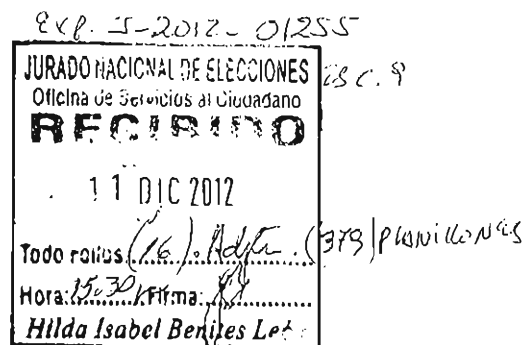 Exp. J-2012-01255
JURADO NACIONAL DE ELECCIONES
Oficina de Servicios al Ciudadano
RECIBIDO
11 DIC 2012
Todo folios (16). Adjta. (379) PLANILLONES
Hora: 15.30 Firma:
Hilda Isabel Benites